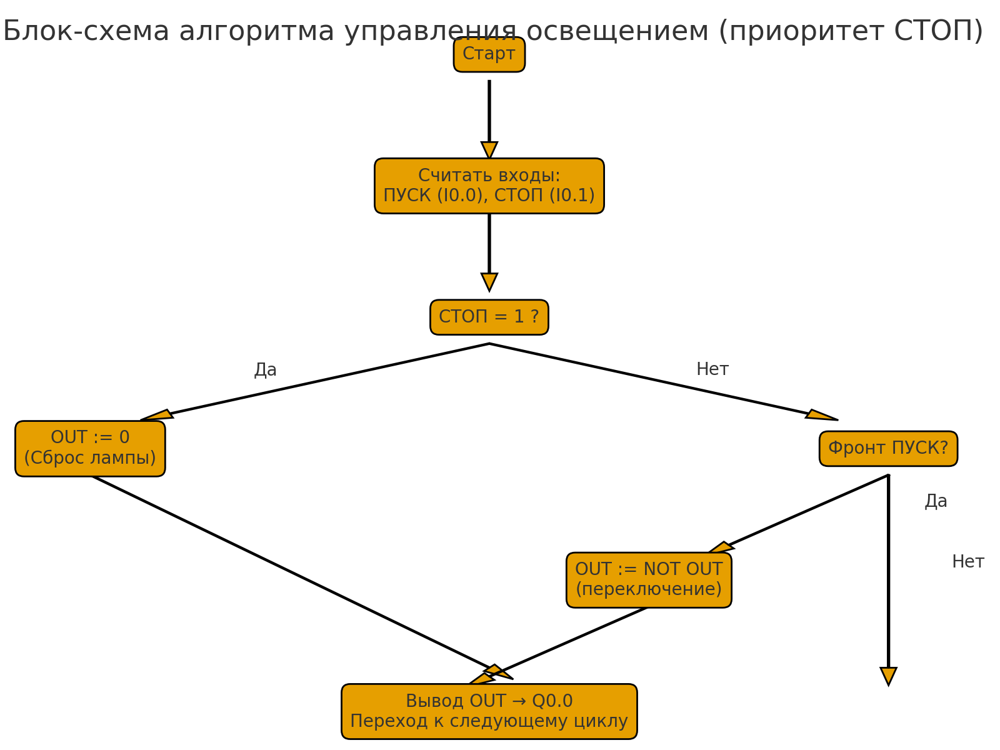 Блок-схема алгоритма управления освещением (приоритет СТОП)
Старт
Считать входы:
ПУСК (I0.0), СТОП (I0.1)
СТОП = 1 ?
Да
Нет
OUT := 0
(Сброс лампы)
Фронт ПУСК?
Да
Нет
OUT := NOT OUT
(переключение)
Вывод OUT → Q0.0
Переход к следующему циклу